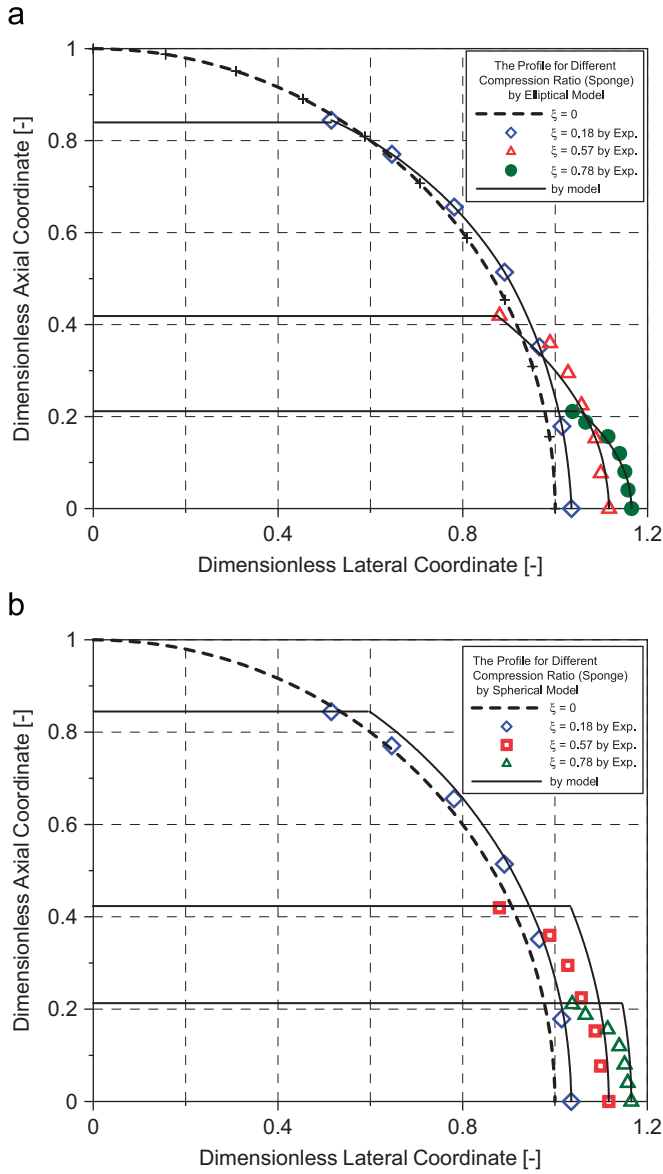 a
1
0.8
0.6
0.4
0.2
0
Dimensionless Axial Coordinate [-]
The Profile for Different
Compression Ratio (Sponge)
by Elliptical Model
ξ = 0
ξ = 0.18 by Exp.
ξ = 0.57 by Exp.
ξ = 0.78 by Exp.
by model
0 0.4 0.8 1.2
Dimensionless Lateral Coordinate [-]
b
1
0.8
0.6
0.4
0.2
0
Dimensionless Axial Coordinate [-]
The Profile for Different
Compression Ratio (Sponge)
by Spherical Model
ξ = 0
ξ = 0.18 by Exp.
ξ = 0.57 by Exp.
ξ = 0.78 by Exp.
by model
0 0.4 0.8 1.2
Dimensionless Lateral Coordinate [-]